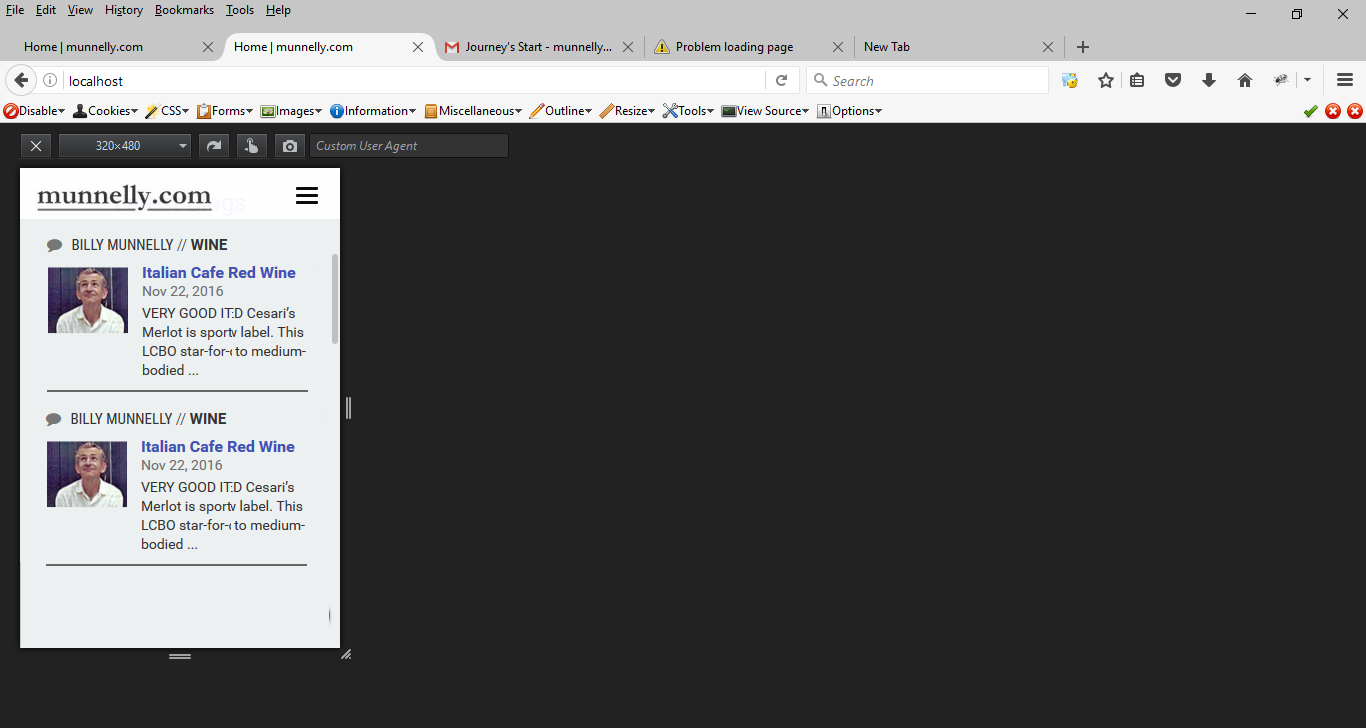 File Edit View History Bookmarks Tools Help
Home | munnelly.com
Home | munnelly.com
Journey's Start - munnelly...
Problem loading page
New Tab
localhost
Search
Disable Cookies CSS Forms Images Information Miscellaneous Outline Resize Tools View Source Options
320×480
Custom User Agent
munnelly.com
ogs
BILLY MUNNELLY // WINE
Italian Cafe Red Wine
Nov 22, 2016
VERY GOOD IT:D Cesari's
Merlot is sportv label. This
LCBO star-for-‹ to medium-
bodied ...
BILLY MUNNELLY // WINE
Italian Cafe Red Wine
Nov 22, 2016
VERY GOOD IT:D Cesari's
Merlot is sportv label. This
LCBO star-for-‹ to medium-
bodied ...